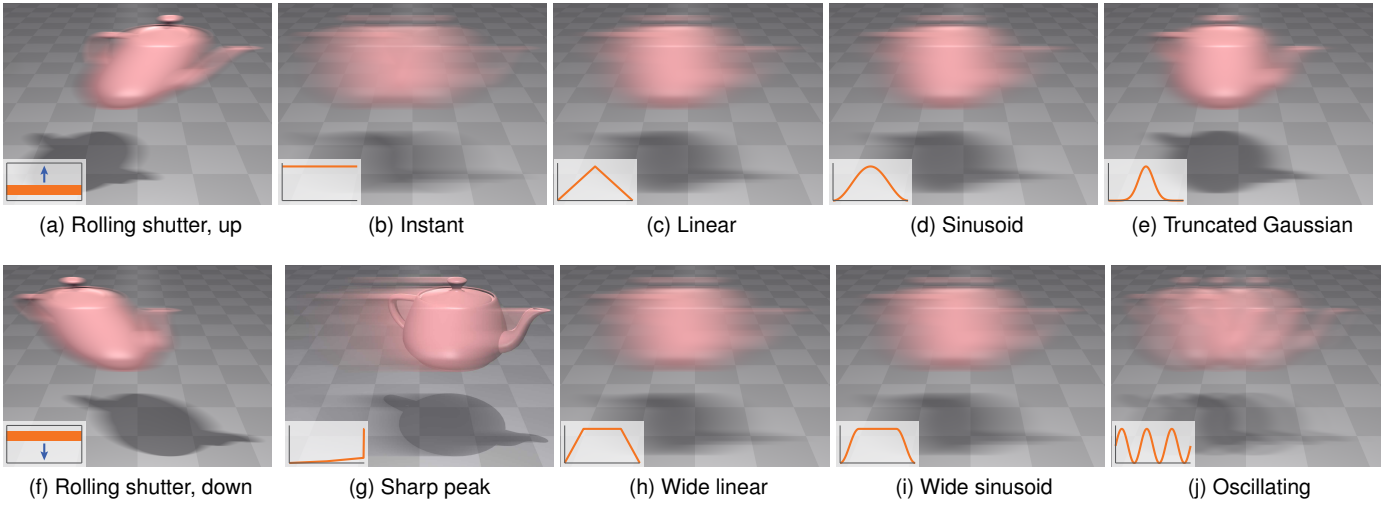 (a) Rolling shutter, up
(b) Instant
(c) Linear
(d) Sinusoid
(e) Truncated Gaussian
(f) Rolling shutter, down
(g) Sharp peak
(h) Wide linear
(i) Wide sinusoid
(j) Oscillating